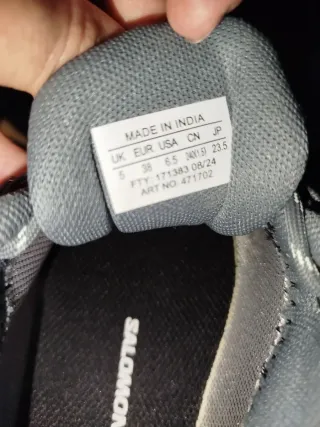 MADE IN INDIA
UK EUR. USA CN JP
5 38 6.5 240(1.5) 23.5
FTY. 171383 08/24
ART NO. 471702
SALOMON